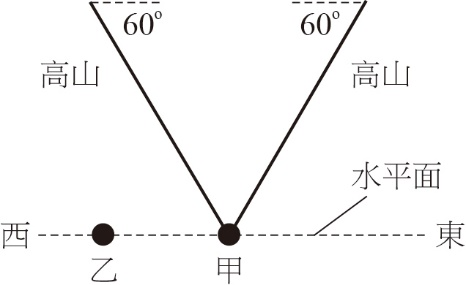 60° 60°
高山 高山
水平面
西 東
乙 甲